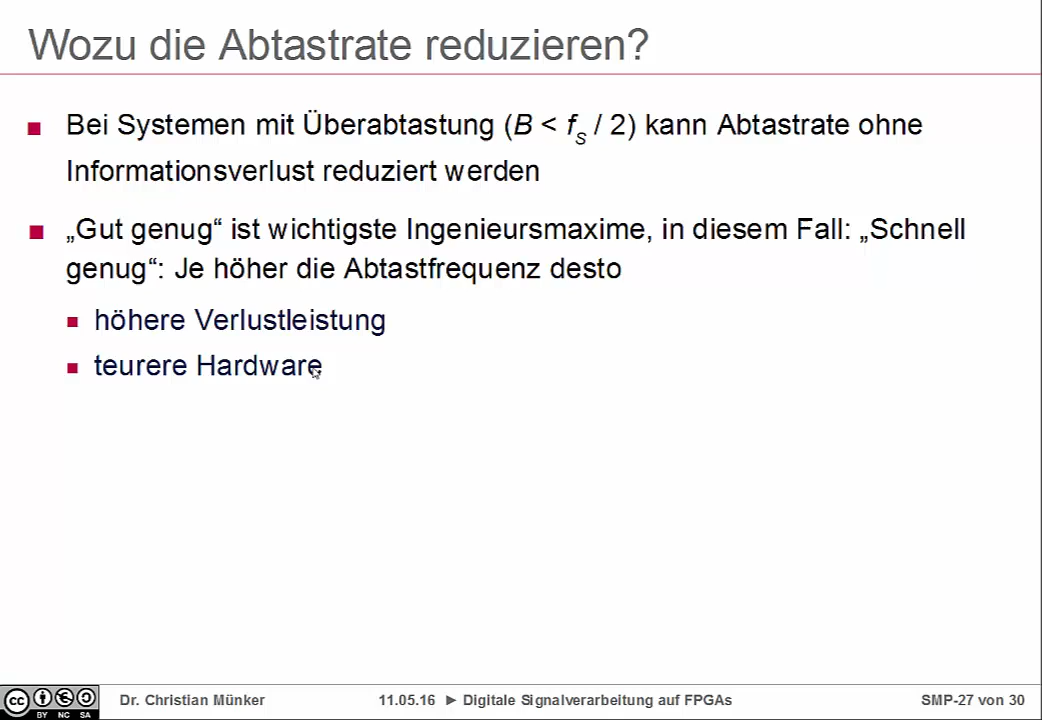 Wozu die Abtastrate reduzieren?
Bei Systemen mit Überabtastung (B < fS / 2) kann Abtastrate ohne
Informationsverlust reduziert werden
„Gut genug“ ist wichtigste Ingenieursmaxime, in diesem Fall: „Schnell
genug“: Je höher die Abtastfrequenz desto
höhere Verlustleistung
teurere Hardware
cc BY NC SA
Dr. Christian Münker
11.05.16 ► Digitale Signalverarbeitung auf FPGAs
SMP-27 von 30